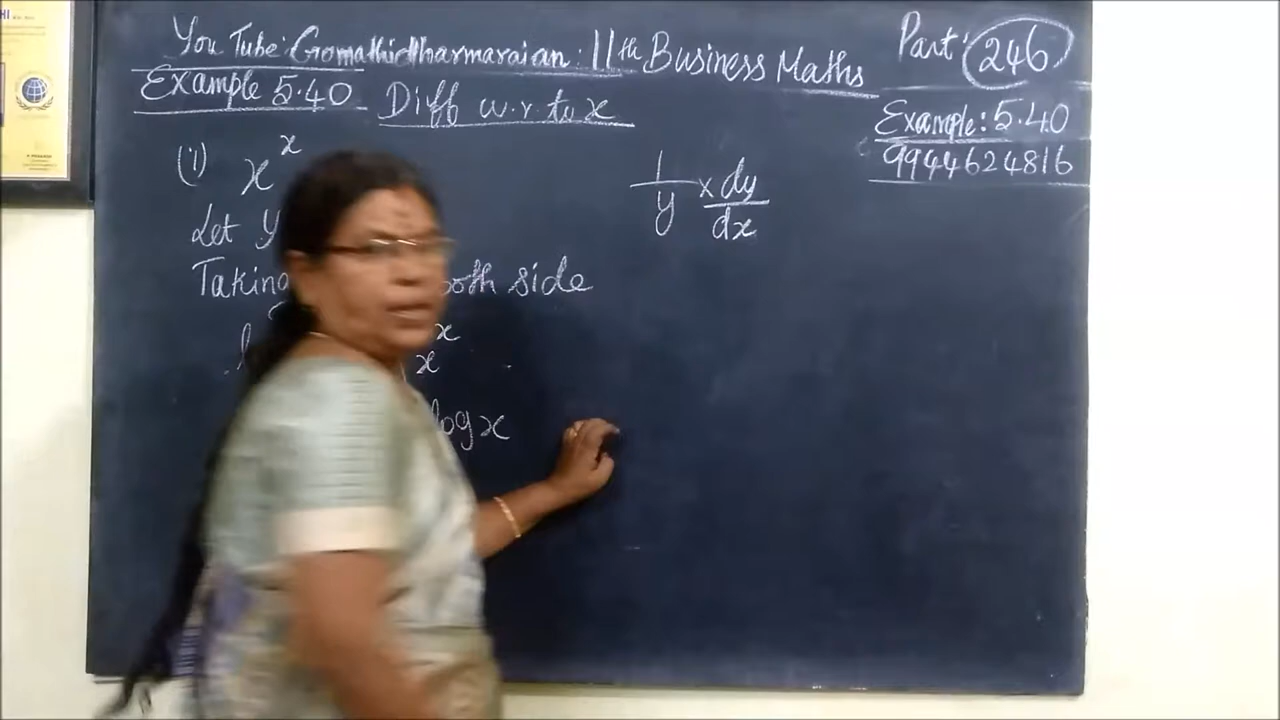 You Tube: Gomathidharmarajan: 11th Business Maths
Part: 246
Example 5.40
Diff w.r. to x
Example: 5.40
9944624816
(i) x^x
Let y
Taking both side
x
x
log x
1/y × dy/dx